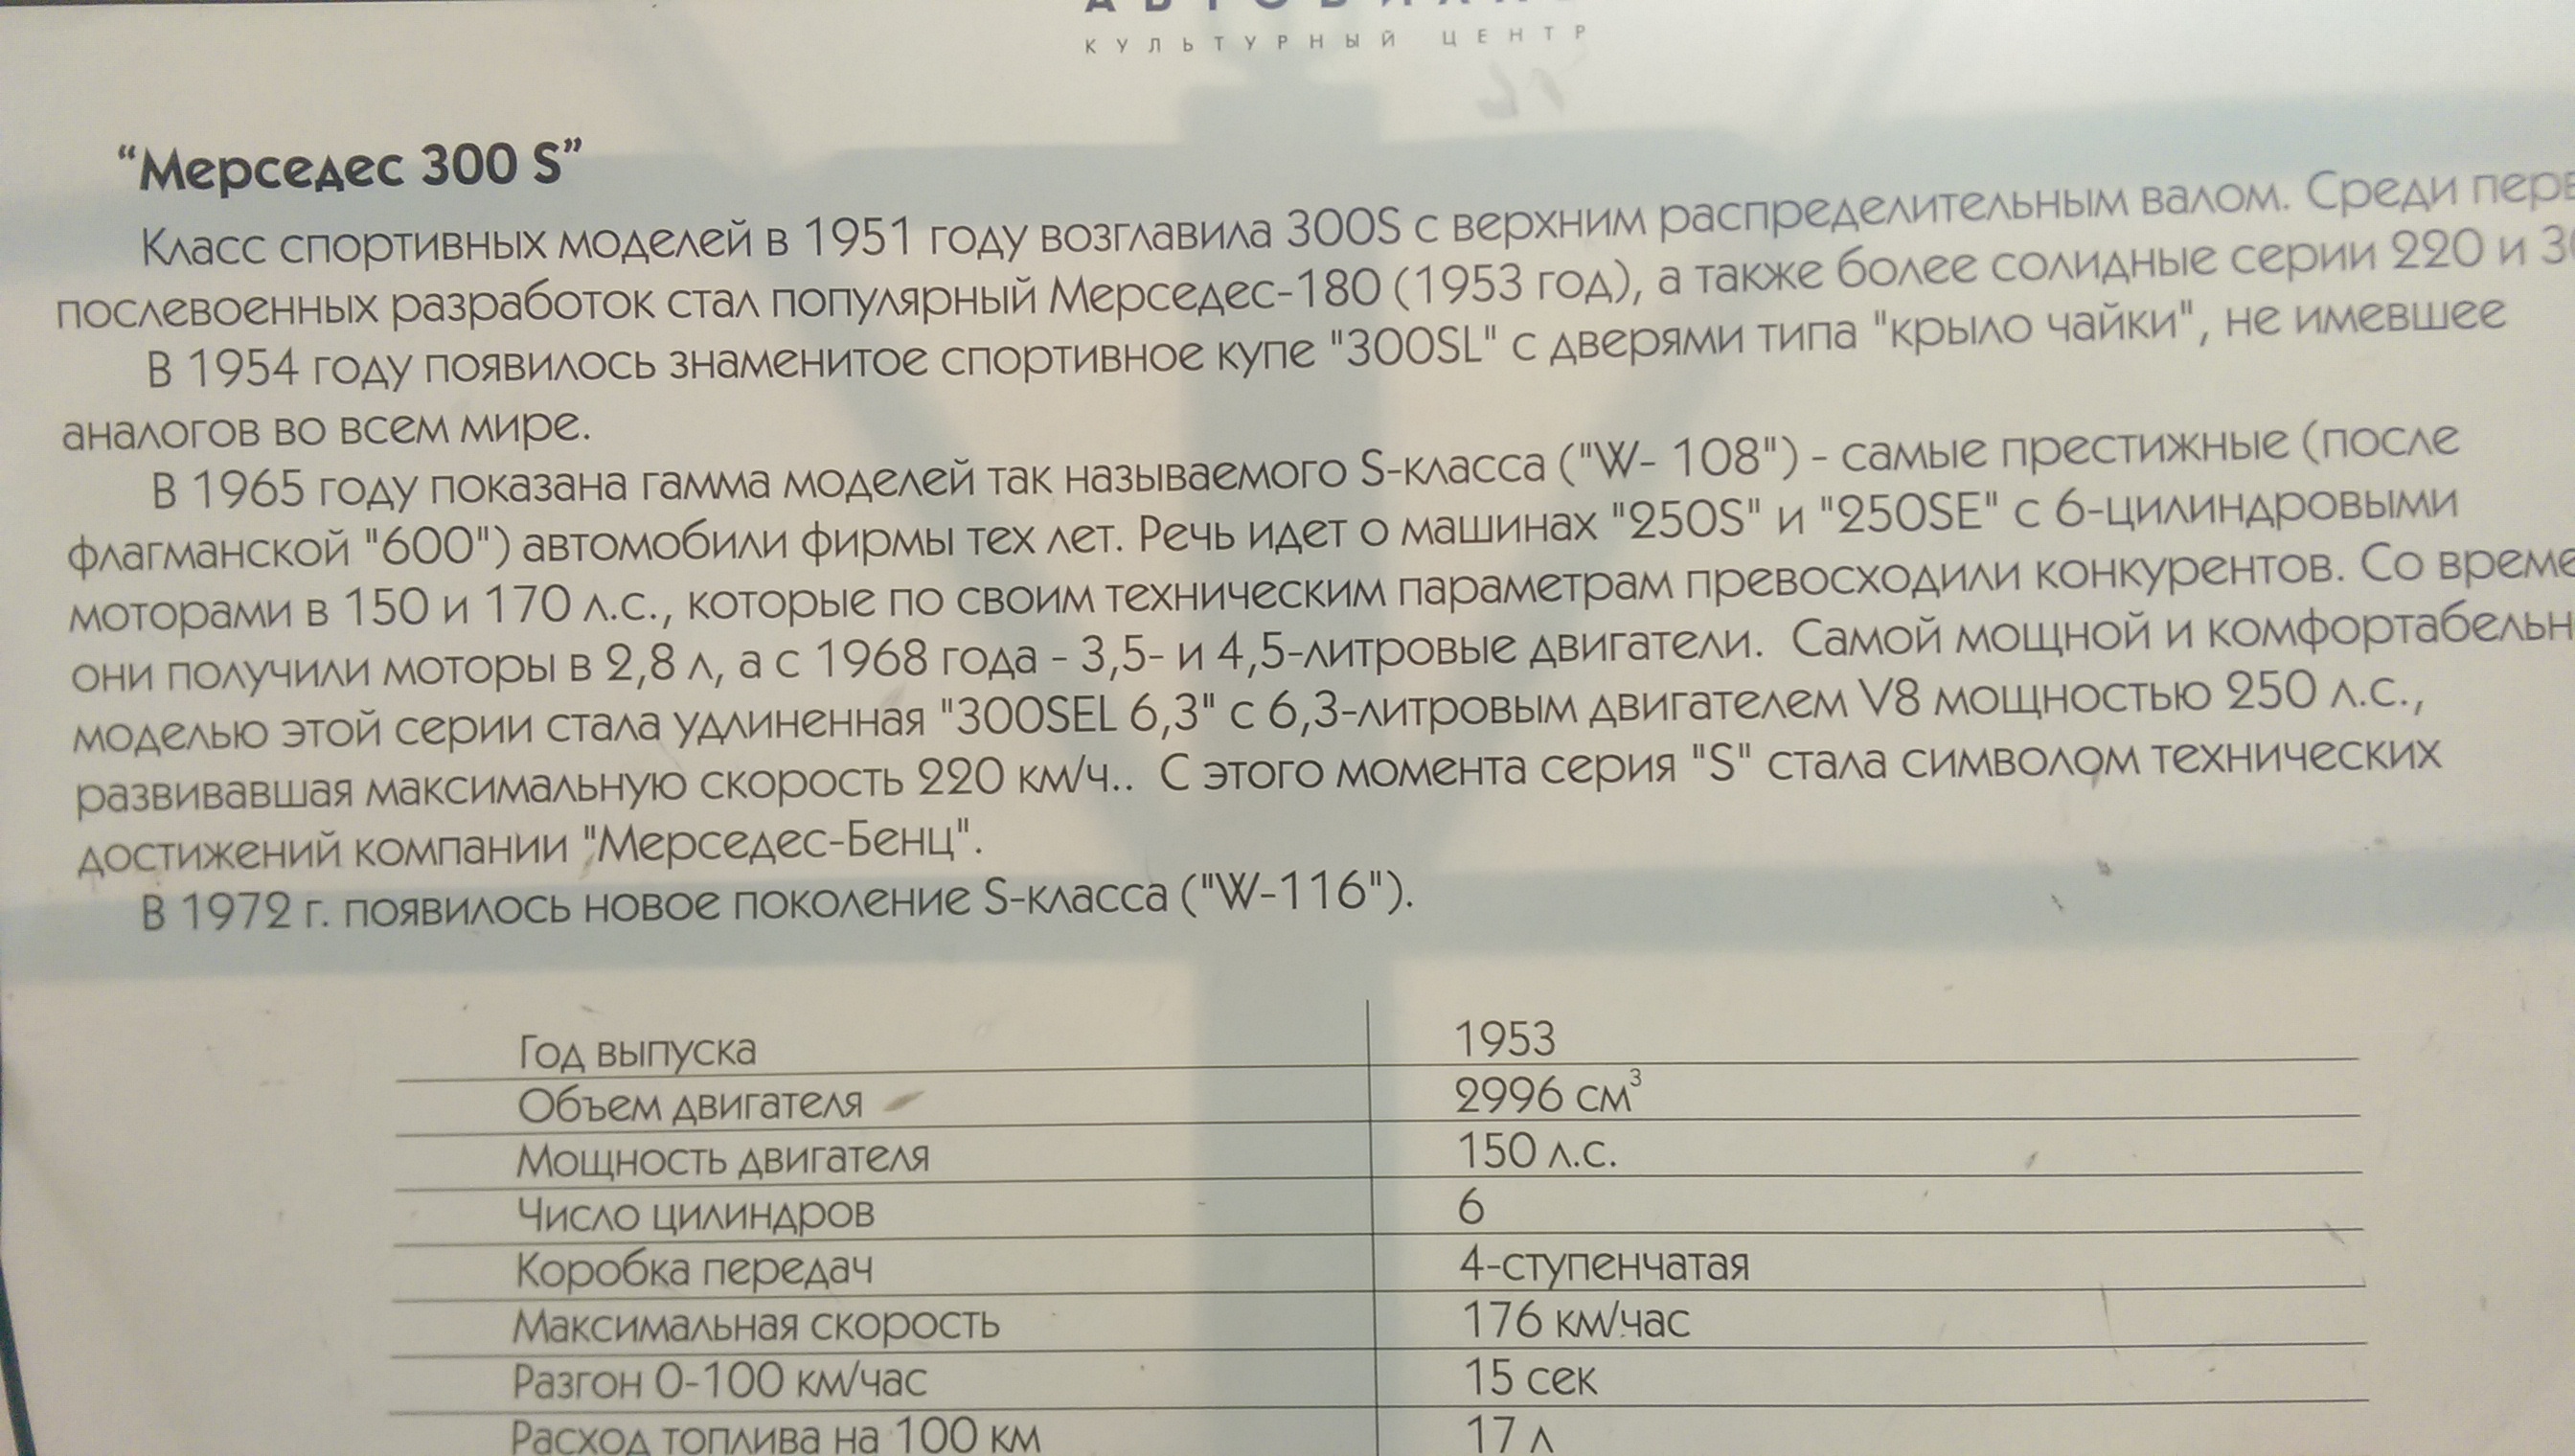 КУЛЬТУРНЫЙ ЦЕНТР
“Мерседес 300 S”
Класс спортивных моделей в 1951 году возглавила 300S с верхним распределительным валом. Среди
послевоенных разработок стал популярный Мерседес-180 (1953 год), а также более солидные серии 220 и
В 1954 году появилось знаменитое спортивное купе "300SL" с дверями типа "крыло чайки", не имевшее
аналогов во всем мире.
В 1965 году показана гамма моделей так называемого S-класса ("W- 108") - самые престижные (после
флагманской "600") автомобили фирмы тех лет. Речь идет о машинах "250S" и "250SE" с 6-цилиндровыми
моторами в 150 и 170 л.с., которые по своим техническим параметрам превосходили конкурентов. Со
они получили моторы в 2,8 л, а с 1968 года - 3,5- и 4,5-литровые двигатели. Самой мощной и
моделью этой серии стала удлиненная "300SEL 6,3" с 6,3-литровым двигателем V8 мощностью 250 л.с.,
развивавшая максимальную скорость 220 км/ч.. С этого момента серия "S" стала символом технических
достижений компании "Мерседес-Бенц".
В 1972 г. появилось новое поколение S-класса ("W-116").
Год выпуска 1953
Объем двигателя 2996 см³
Мощность двигателя 150 л.с.
Число цилиндров 6
Коробка передач 4-ступенчатая
Максимальная скорость 176 км/час
Разгон 0-100 км/час 15 сек
Расход топлива на 100 км 17 л